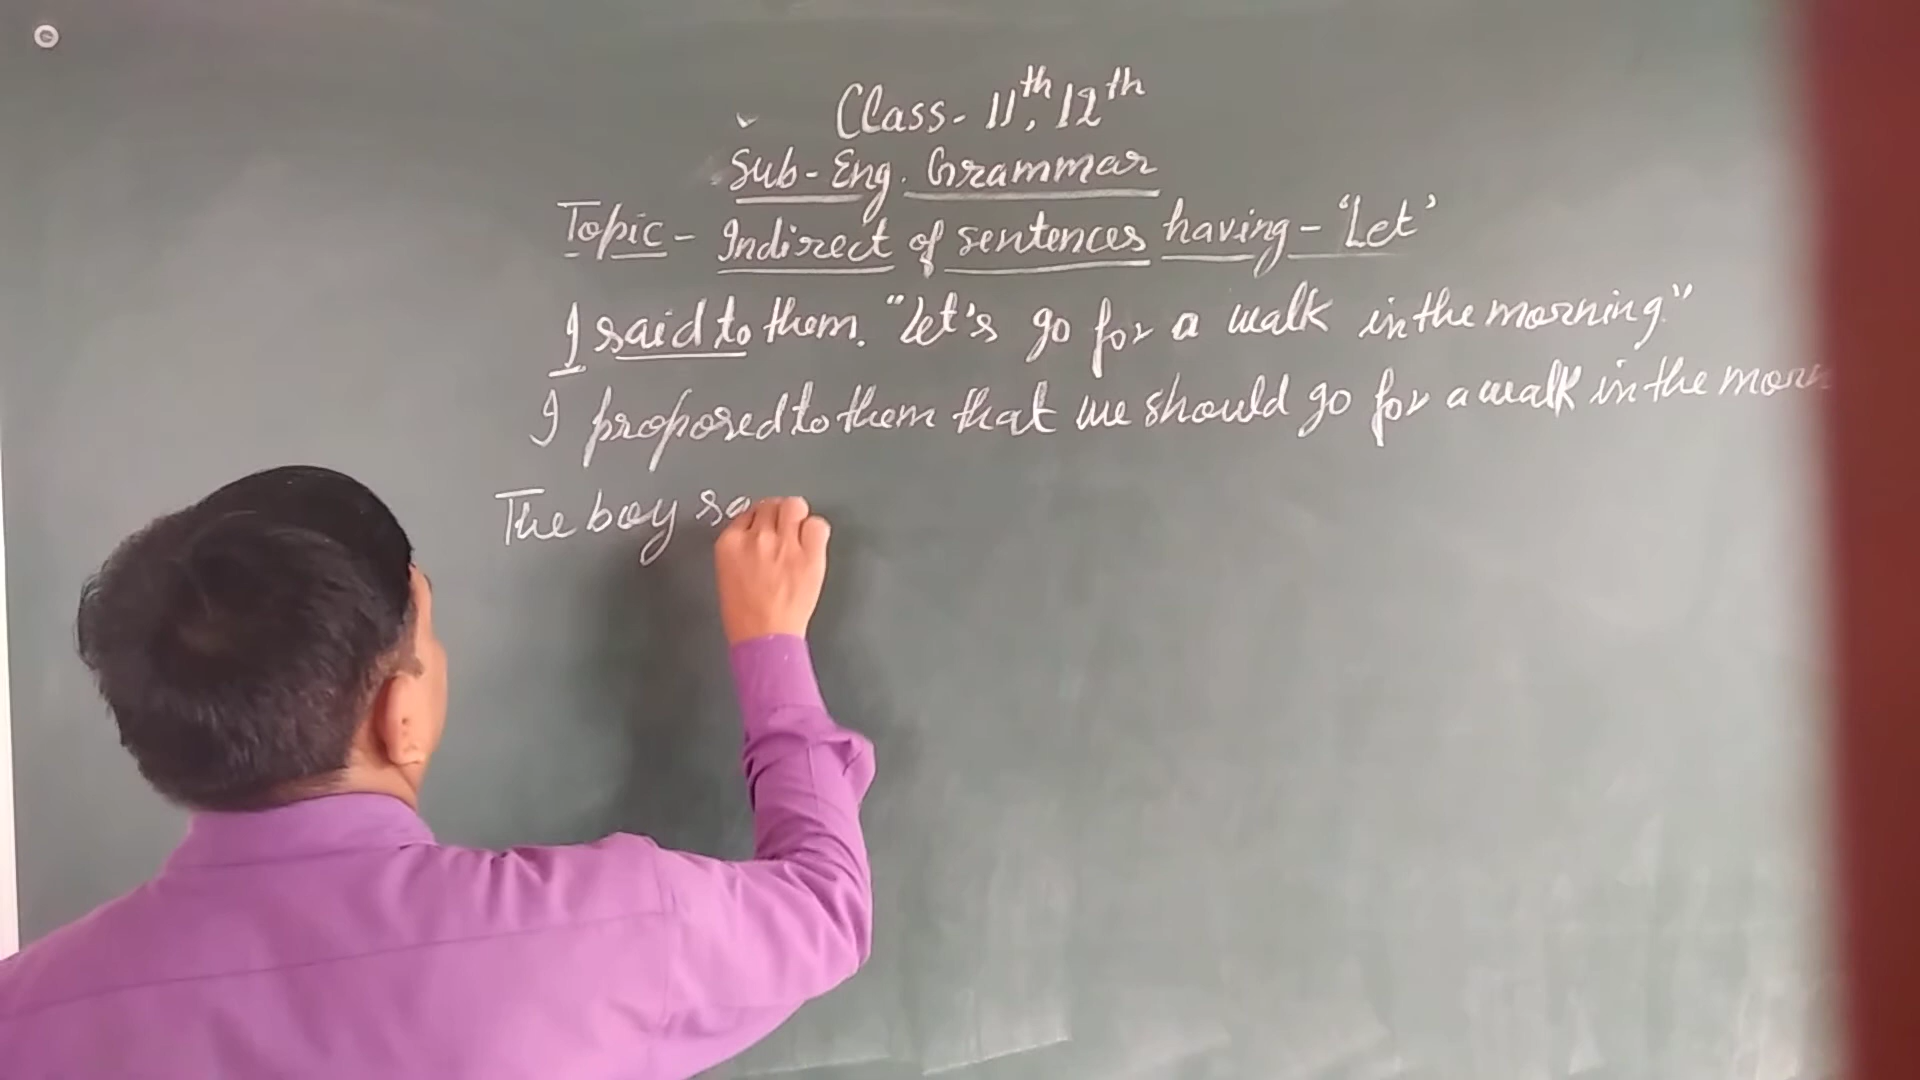 Class- 11th, 12th
Sub- Eng. Grammar
Topic - Indirect of sentences having - 'Let'
I said to them. "Let's go for a walk in the morning."
I proposed to them that we should go for a walk in the morn
The boy sa